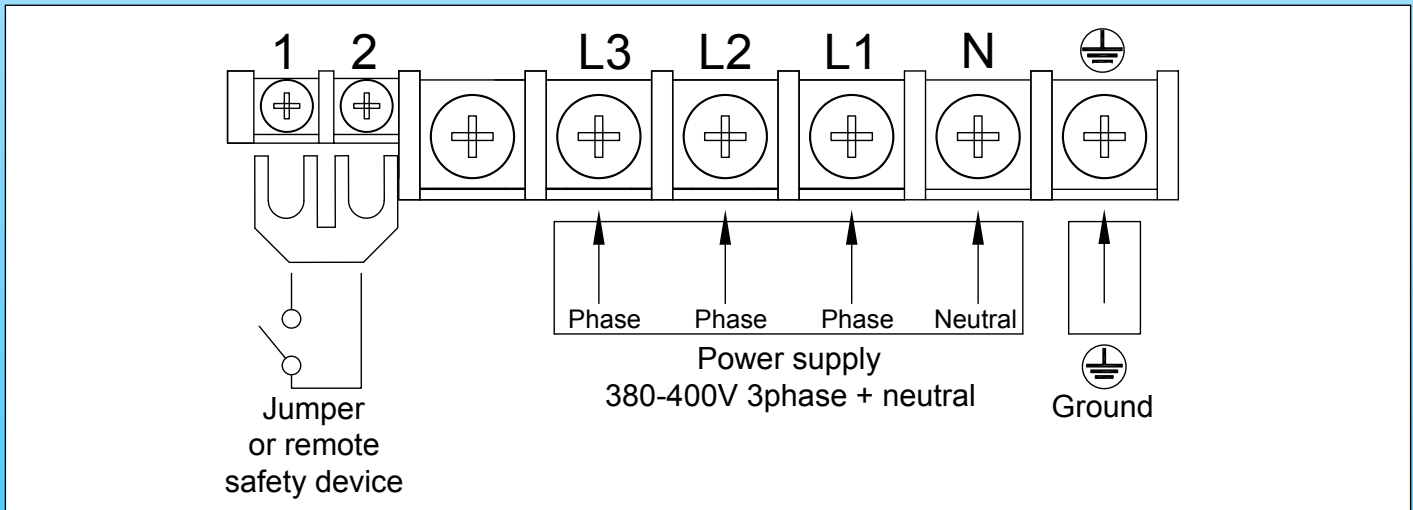 1 2 L3 L2 L1 N
Phase Phase Phase Neutral
Power supply
380-400V 3phase + neutral
Ground
Jumper
or remote
safety device